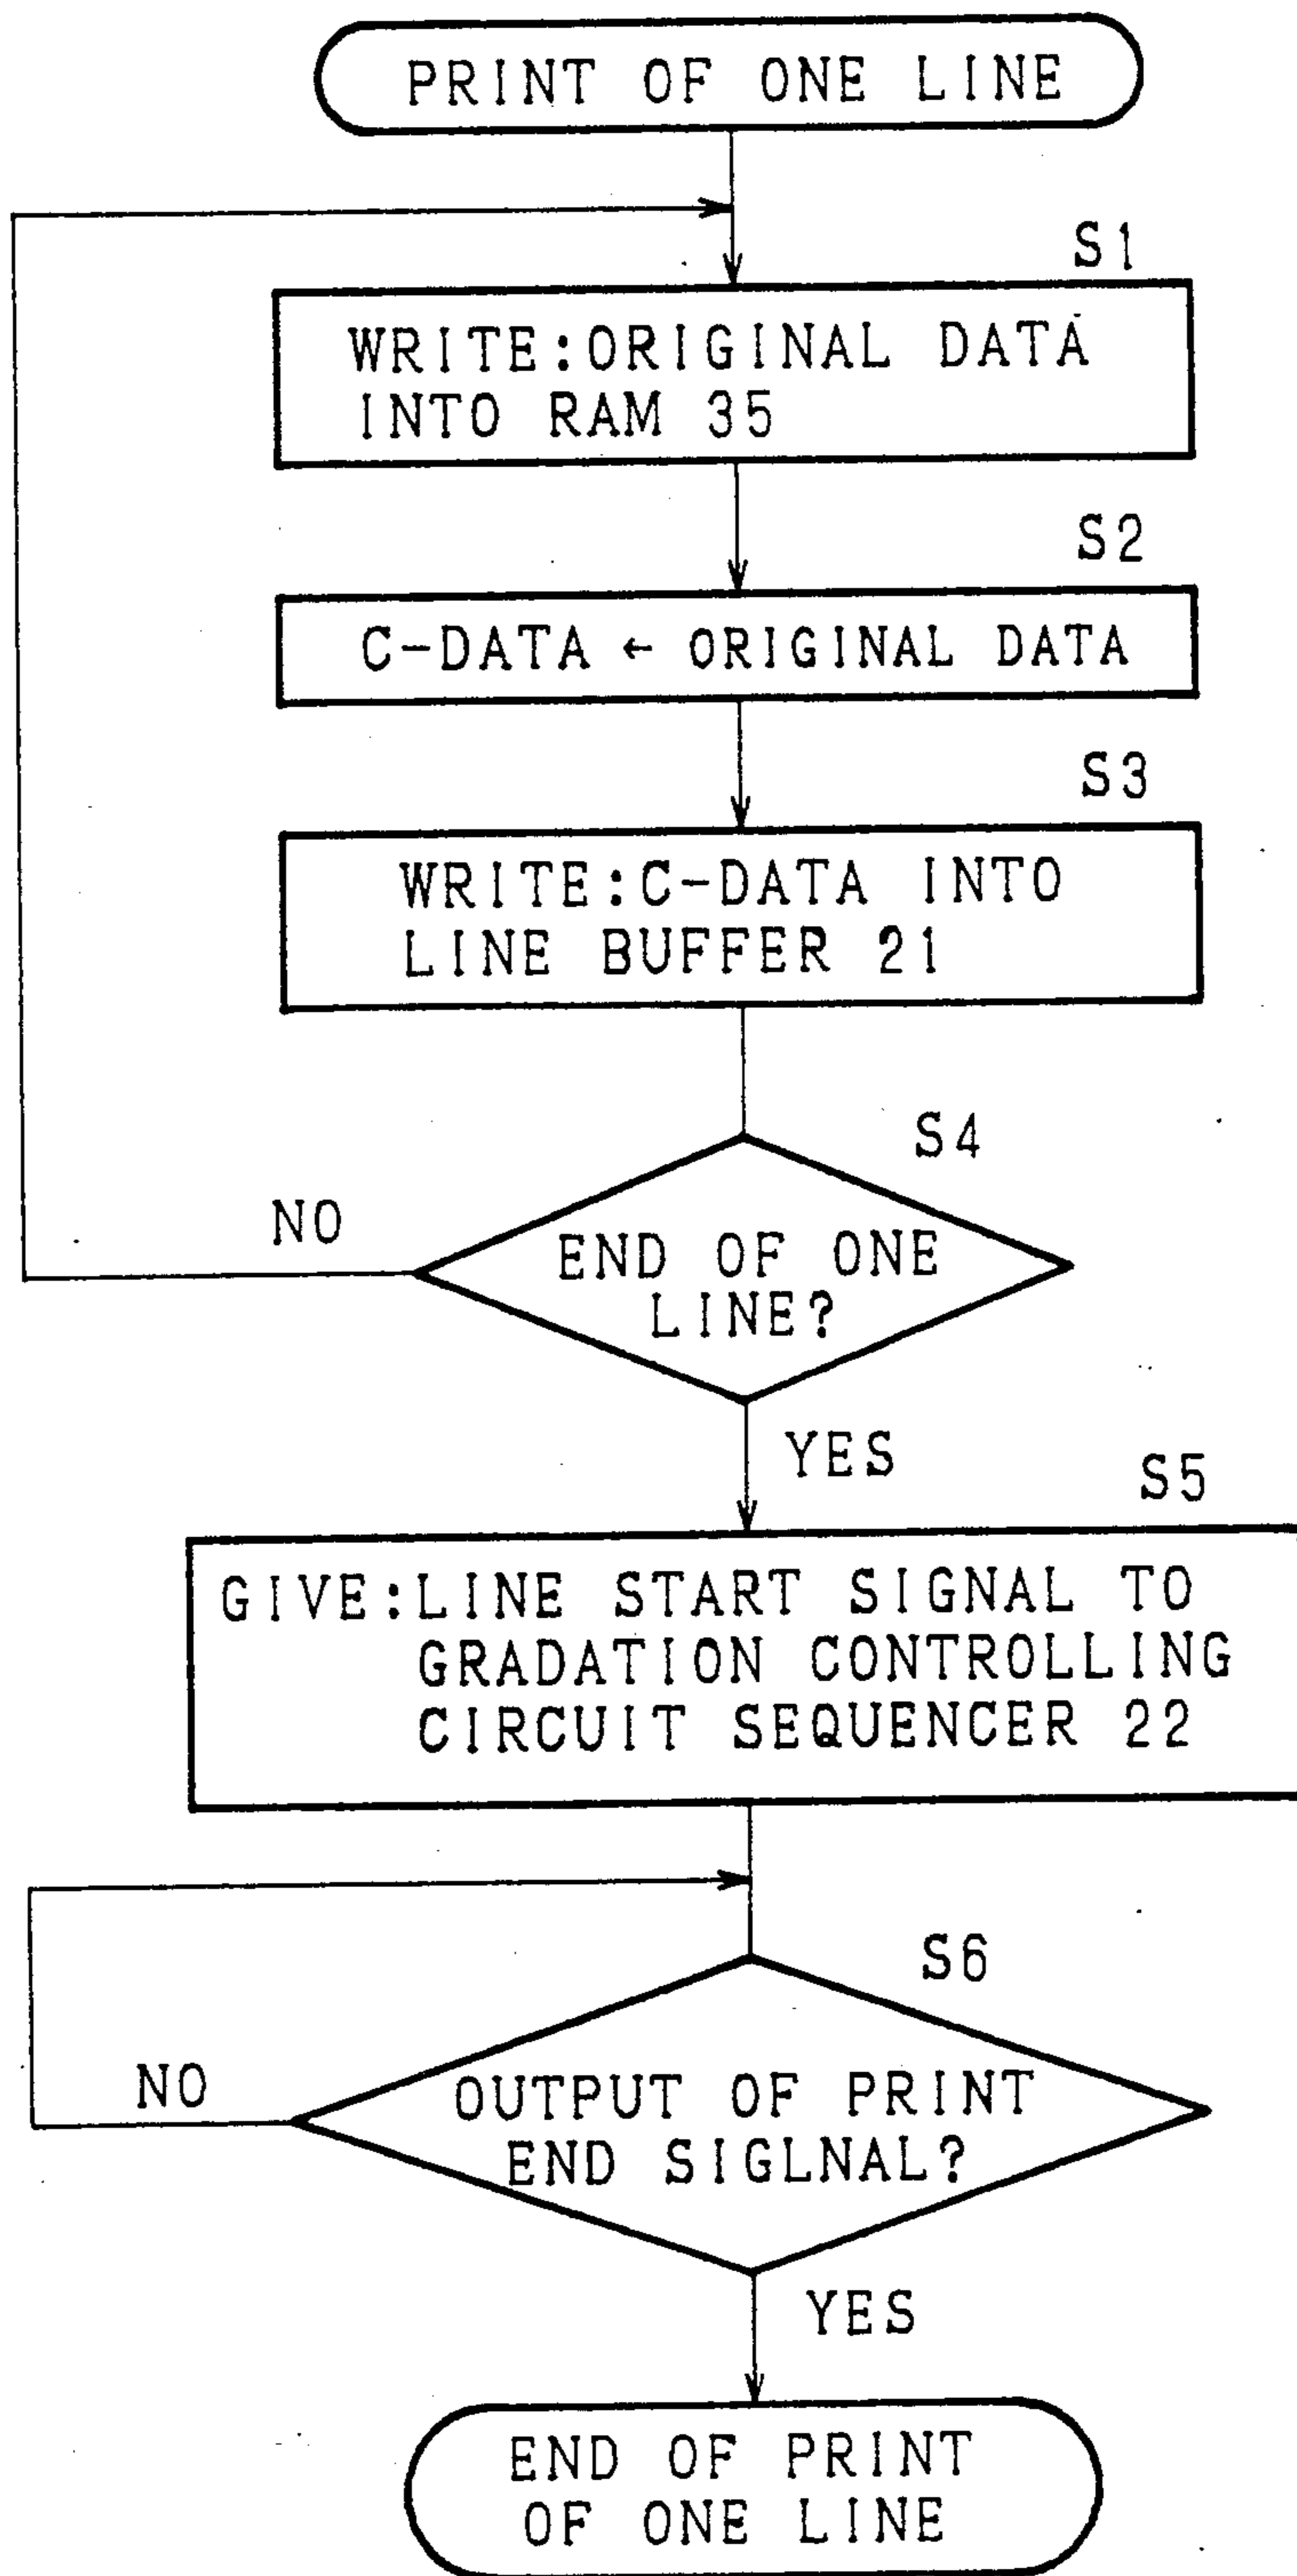 PRINT OF ONE LINE
S1
WRITE:ORIGINAL DATA
INTO RAM 35
S2
C-DATA ← ORIGINAL DATA
S3
WRITE:C-DATA INTO
LINE BUFFER 21
S4
NO
END OF ONE
LINE?
YES
S5
GIVE:LINE START SIGNAL TO
GRADATION CONTROLLING
CIRCUIT SEQUENCER 22
S6
NO
OUTPUT OF PRINT
END SIGLNAL?
YES
END OF PRINT
OF ONE LINE